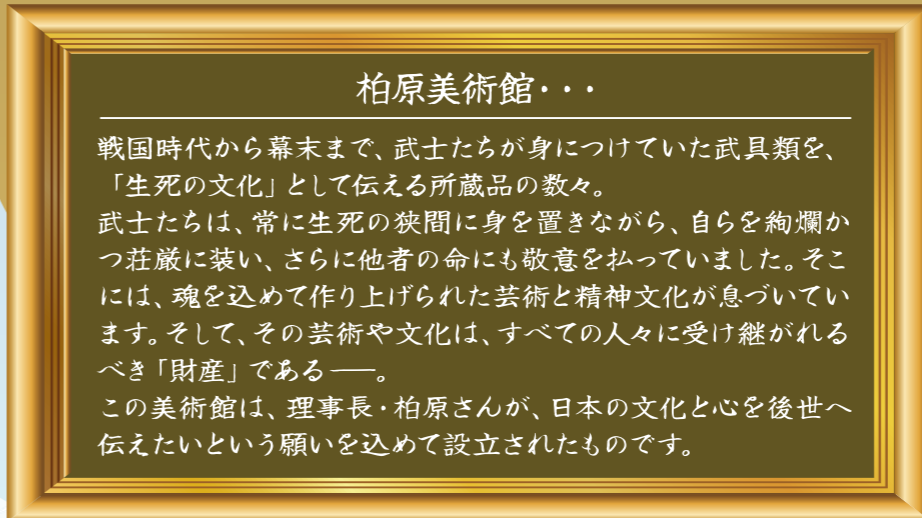 柏原美術館・・・
戦国時代から幕末まで、武士たちが身につけていた武具類を、
「生死の文化」として伝える所蔵品の数々。
武士たちは、常に生死の狭間に身を置きながら、自らを絢爛か
つ荘厳に装い、さらに他者の命にも敬意を払っていました。そこ
には、魂を込めて作り上げられた芸術と精神文化が息づいてい
ます。そして、その芸術や文化は、すべての人々に受け継がれる
べき「財産」である──。
この美術館は、理事長・柏原さんが、日本の文化と心を後世へ
伝えたいという願いを込めて設立されたものです。